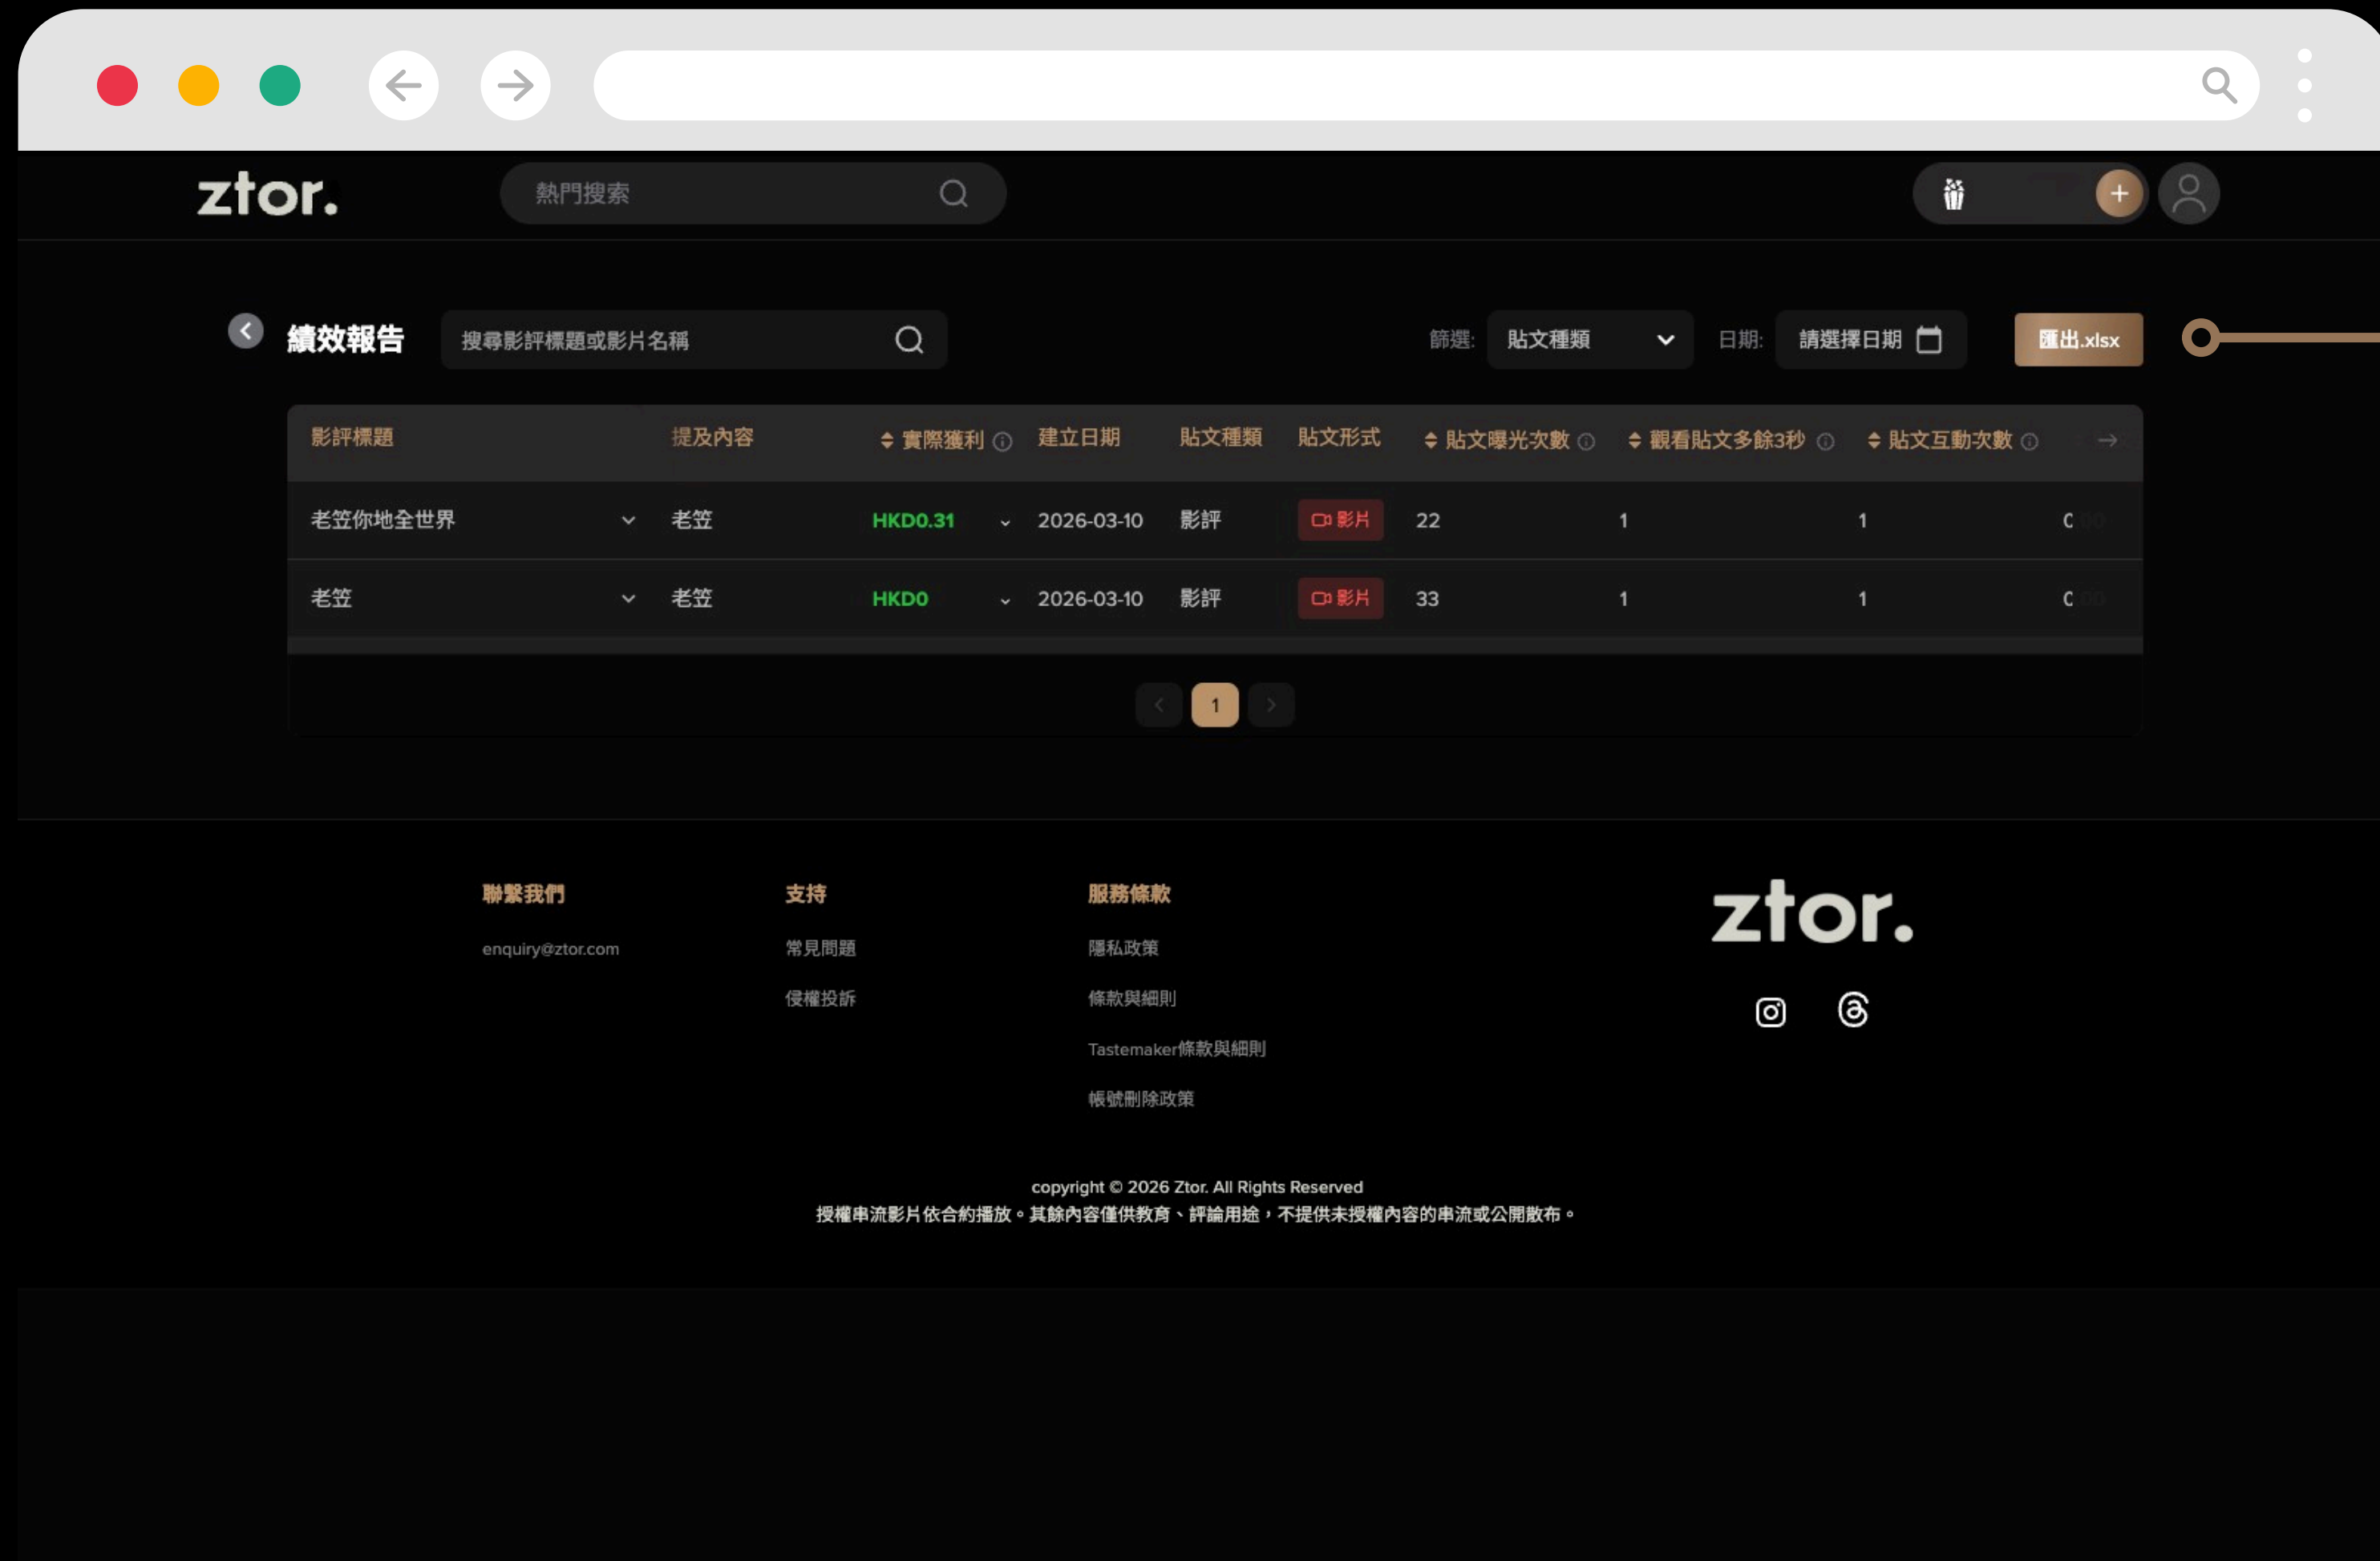 ztor.
熱門搜索
績效報告
搜尋影評標題或影片名稱
篩選: 貼文種類 日期: 請選擇日期 匯出.xlsx
影評標題 提及內容 實際獲利 建立日期 貼文種類 貼文形式 貼文曝光次數 觀看貼文多餘3秒 貼文互動次數
老笠你地全世界 老笠 HKD0.31 2026-03-10 影評 影片 22 1 1
老笠 老笠 HKD0 2026-03-10 影評 影片 33 1 1
1
聯繫我們 支持 服務條款
ztor.
enquiry@ztor.com 常見問題 隱私政策
侵權投訴 條款與細則
Tastemaker條款與細則
帳號刪除政策
copyright © 2026 Ztor. All Rights Reserved
授權串流影片依合約播放。其餘內容僅供教育、評論用途，不提供未授權內容的串流或公開散布。